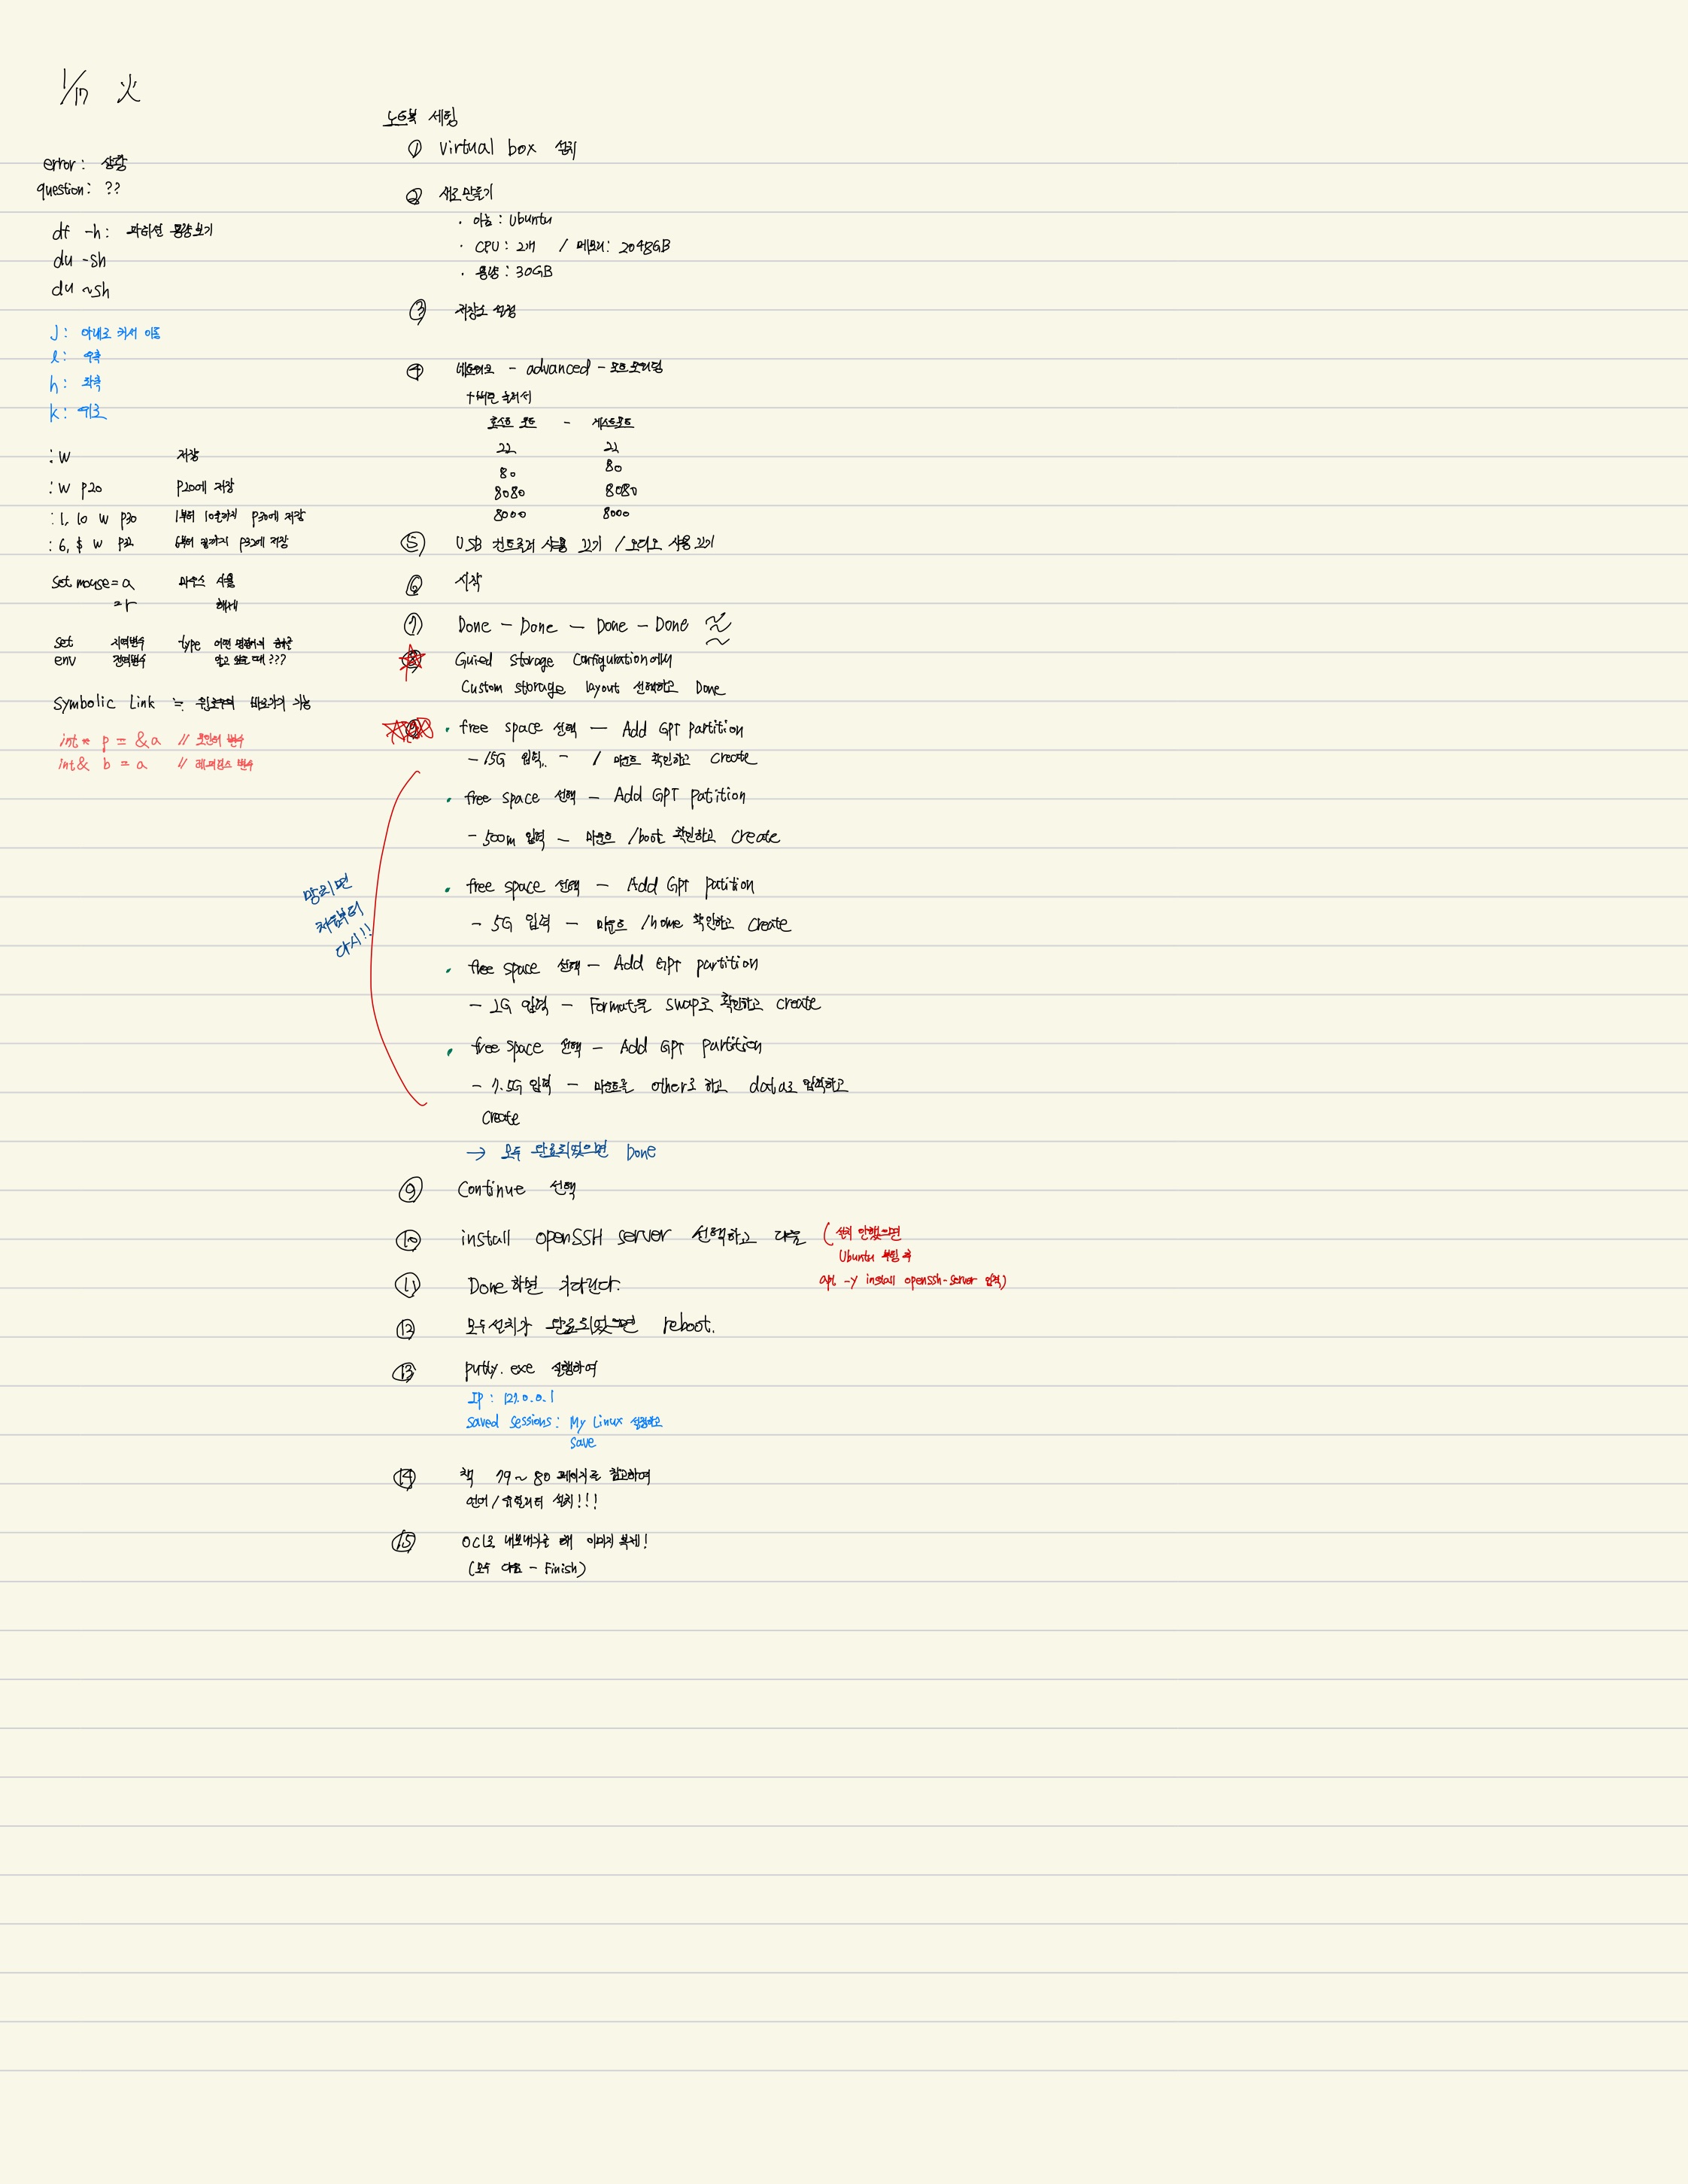 1/17 火
error: 상황
question: ??
df -h: 파티션 용량보기
du -sh
du ~sh
J: 아래로 커서 이동
l: 우측
h: 좌측
k: 위로
:w 저장
:w p20 p20에 저장
:1, 10 w p30 1부터 10까지 p30에 저장
:6, $ w p32 6부터 끝까지 p32에 저장
set mouse=a 마우스 사용
=r 해제
set 지역변수 type 어떤 명령어의 종류를
env 전역변수 알고 싶을 때???
symbolic link ≒ 윈도우의 바로가기 기능
int* p = &a // 포인터 변수
int& b = a // 레퍼런스 변수
노트북 세팅
① Virtual box 설치
② 새로만들기
· 이름: Ubuntu
· CPU: 2개 / 메모리: 2048GB
· 용량: 30GB
③ 저장소 설정
④ 네트워크 - advanced - 포트포워딩
+버튼 눌러서
호스트 포트 - 게스트포트
22 22
80 80
8080 8080
8000 8000
⑤ USB 컨트롤러 사용 끄기 / 오디오 사용끄기
⑥ 시작
⑦ Done - Done - Done - Done ~
⑧ Guied storage configuration에서
Custom storage layout 선택하고 Done
⑨ · free space 선택 — Add GPT partition
- 15G 입력 - / 마운트 확인하고 create
· free space 선택 — Add GPT patition
- 500m 입력 — 마운트 /boot 확인하고 create
· free space 선택 — Add GPT patition
- 5G 입력 — 마운트 /home 확인하고 create
· free space 선택 — Add GPT partition
- 2G 입력 — Format을 swap로 확인하고 create
· free space 선택 — Add GPT partition
- 7.5G 입력 — 마운트를 other로 하고 data로 입력하고
create
→ 모두 완료되었으면 Done
망치면
처음부터
다시!!
⑨ Continue 선택
⑩ install openSSH server 선택하고 다음 (설치 안했으면
Ubuntu 부팅 후
apt -y install openssh-server 입력)
⑪ Done하면 기다린다.
⑫ 모두설치가 완료되었으면 reboot.
⑬ putty.exe 실행하여
IP: 127.0.0.1
saved sessions: My Linux 설정하고
save
⑭ 책 79~80 페이지를 참고하여
언어/컴파일러 설치!!!
⑮ OCI로 내보내기를 해 이미지 복제!
(모두 다음 - Finish)